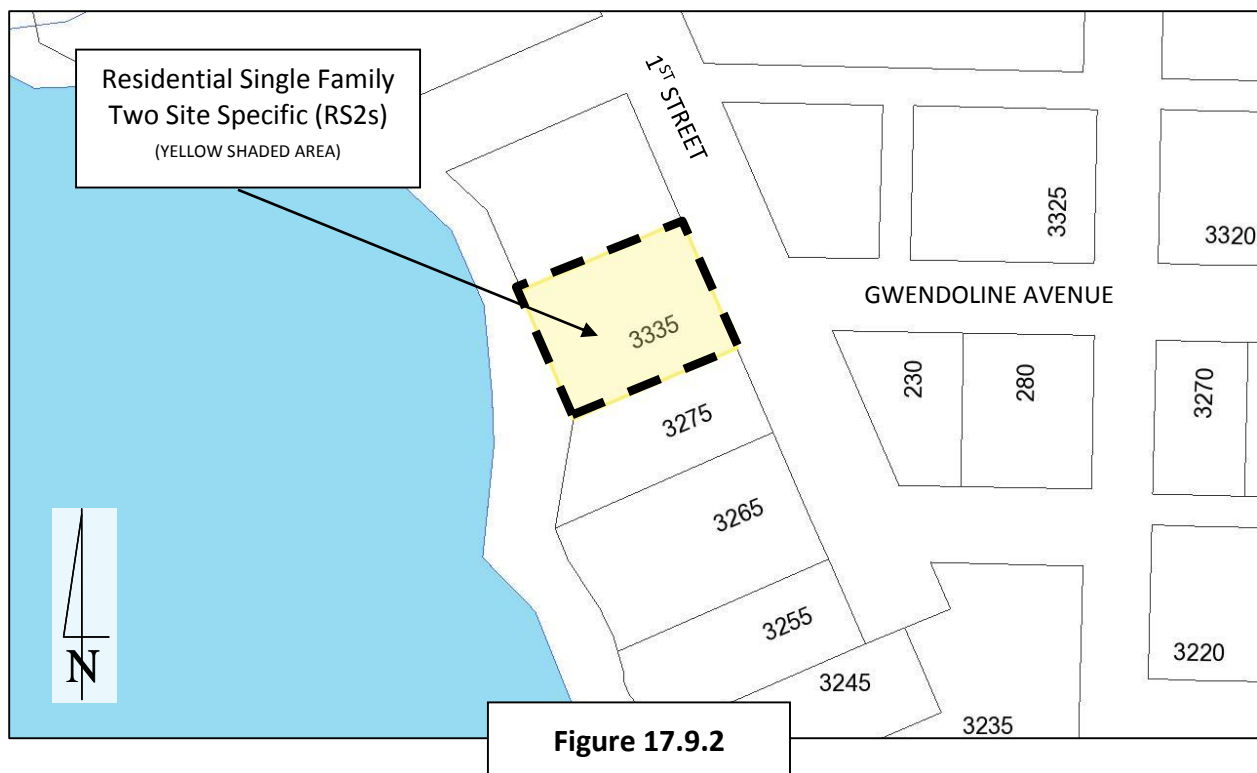 Residential Single Family
Two Site Specific (RS2s)
(YELLOW SHADED AREA)
1ST STREET
3325
3320
GWENDOLINE AVENUE
3335
230
280
3270
3275
3265
3255
3245
3235
3220
N
Figure 17.9.2